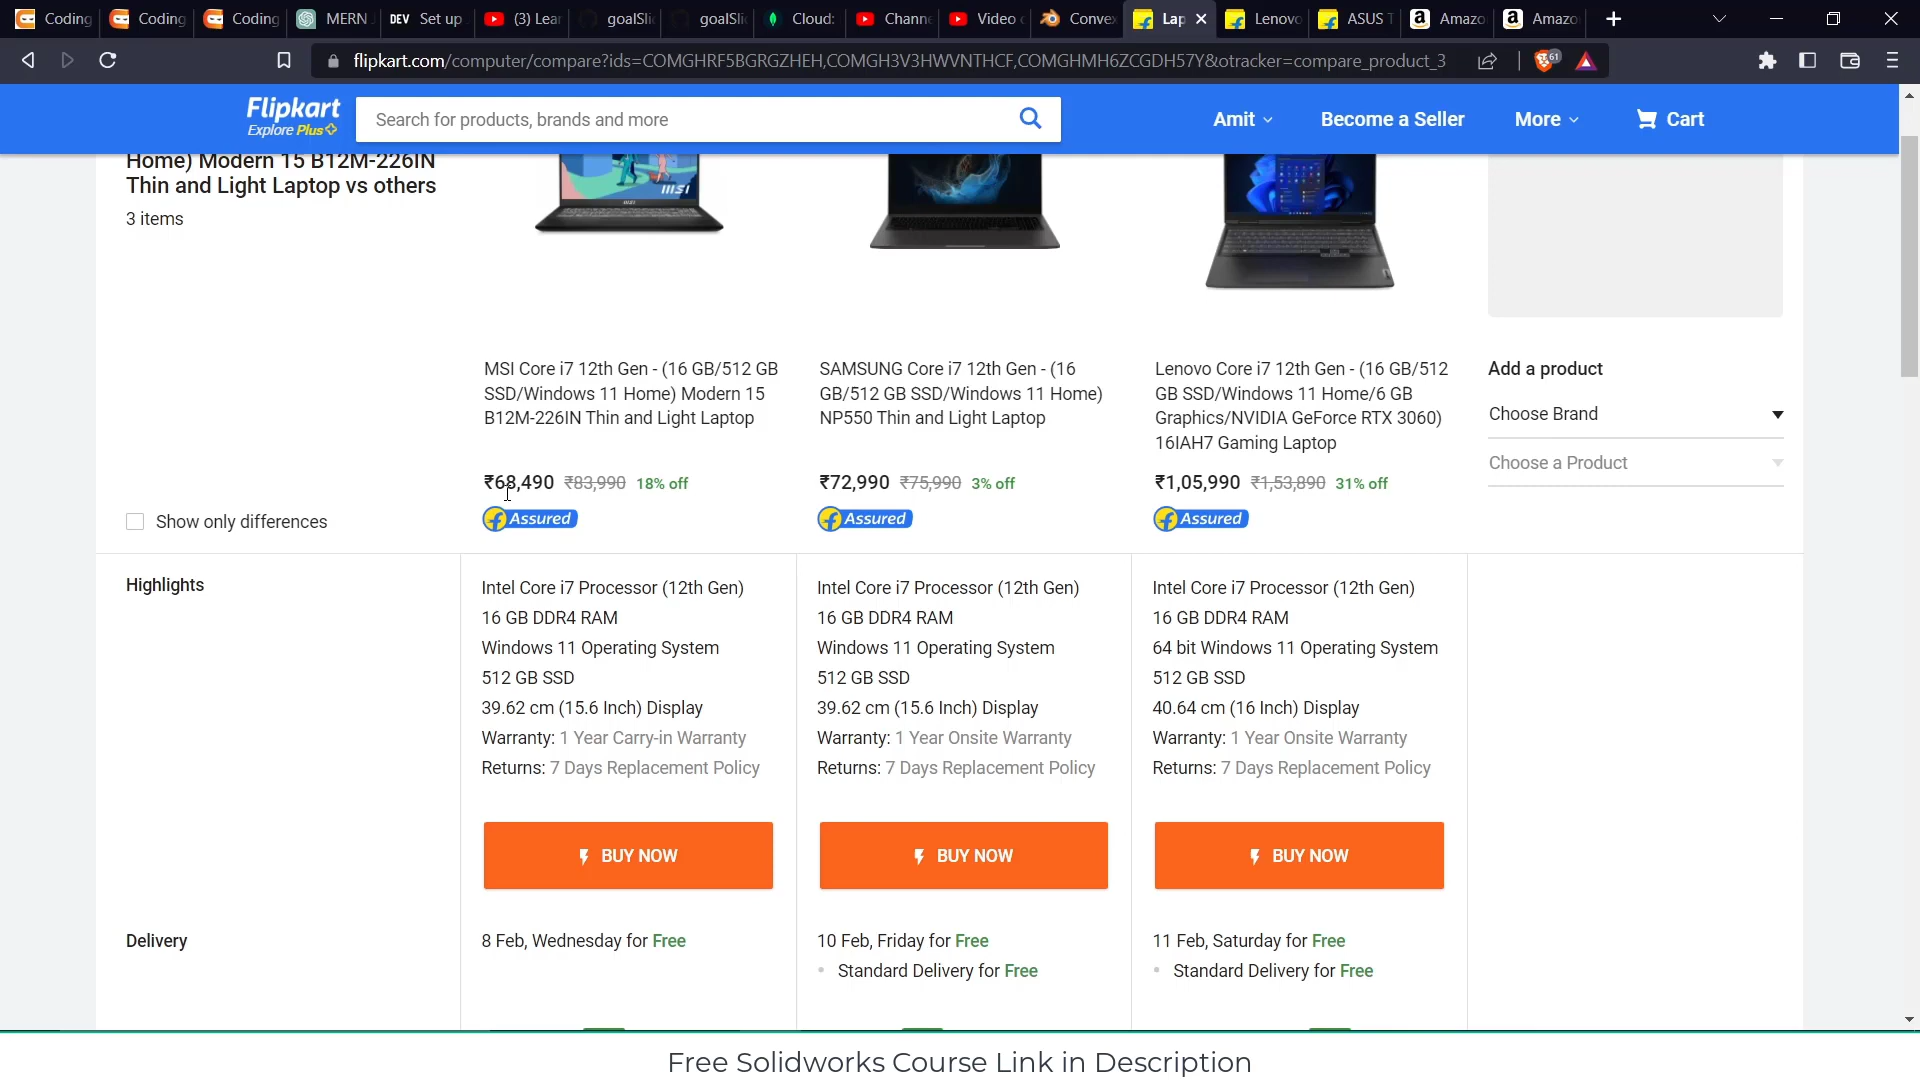 Coding
Coding
Coding
MERN
DEV Set up
(3) Lear
goalSlic
goalSlic
Cloud:
Channe
Video
Convex
Lap
Lenovo
ASUS T
Amazo
Amazo
flipkart.com/computer/compare?ids=COMGHRF5BGRGZHEH,COMGH3V3HWVNTHCF,COMGHMH6ZCGDH57Y&otracker=compare_product_3
61
Flipkart
Explore Plus
Search for products, brands and more
Amit
Become a Seller
More
Cart
Home) Modern 15 B12M-226IN
Thin and Light Laptop vs others
3 items
MSI Core i7 12th Gen - (16 GB/512 GB
SSD/Windows 11 Home) Modern 15
B12M-226IN Thin and Light Laptop
₹68,490 ₹83,990 18% off
Assured
SAMSUNG Core i7 12th Gen - (16
GB/512 GB SSD/Windows 11 Home)
NP550 Thin and Light Laptop
₹72,990 ₹75,990 3% off
Assured
Lenovo Core i7 12th Gen - (16 GB/512
GB SSD/Windows 11 Home/6 GB
Graphics/NVIDIA GeForce RTX 3060)
16IAH7 Gaming Laptop
₹1,05,990 ₹1,53,890 31% off
Assured
Add a product
Choose Brand
Choose a Product
Show only differences
Highlights
Intel Core i7 Processor (12th Gen)
16 GB DDR4 RAM
Windows 11 Operating System
512 GB SSD
39.62 cm (15.6 Inch) Display
Warranty: 1 Year Carry-in Warranty
Returns: 7 Days Replacement Policy
BUY NOW
Intel Core i7 Processor (12th Gen)
16 GB DDR4 RAM
Windows 11 Operating System
512 GB SSD
39.62 cm (15.6 Inch) Display
Warranty: 1 Year Onsite Warranty
Returns: 7 Days Replacement Policy
BUY NOW
Intel Core i7 Processor (12th Gen)
16 GB DDR4 RAM
64 bit Windows 11 Operating System
512 GB SSD
40.64 cm (16 Inch) Display
Warranty: 1 Year Onsite Warranty
Returns: 7 Days Replacement Policy
BUY NOW
Delivery
8 Feb, Wednesday for Free
10 Feb, Friday for Free
Standard Delivery for Free
11 Feb, Saturday for Free
Standard Delivery for Free
Free Solidworks Course Link in Description